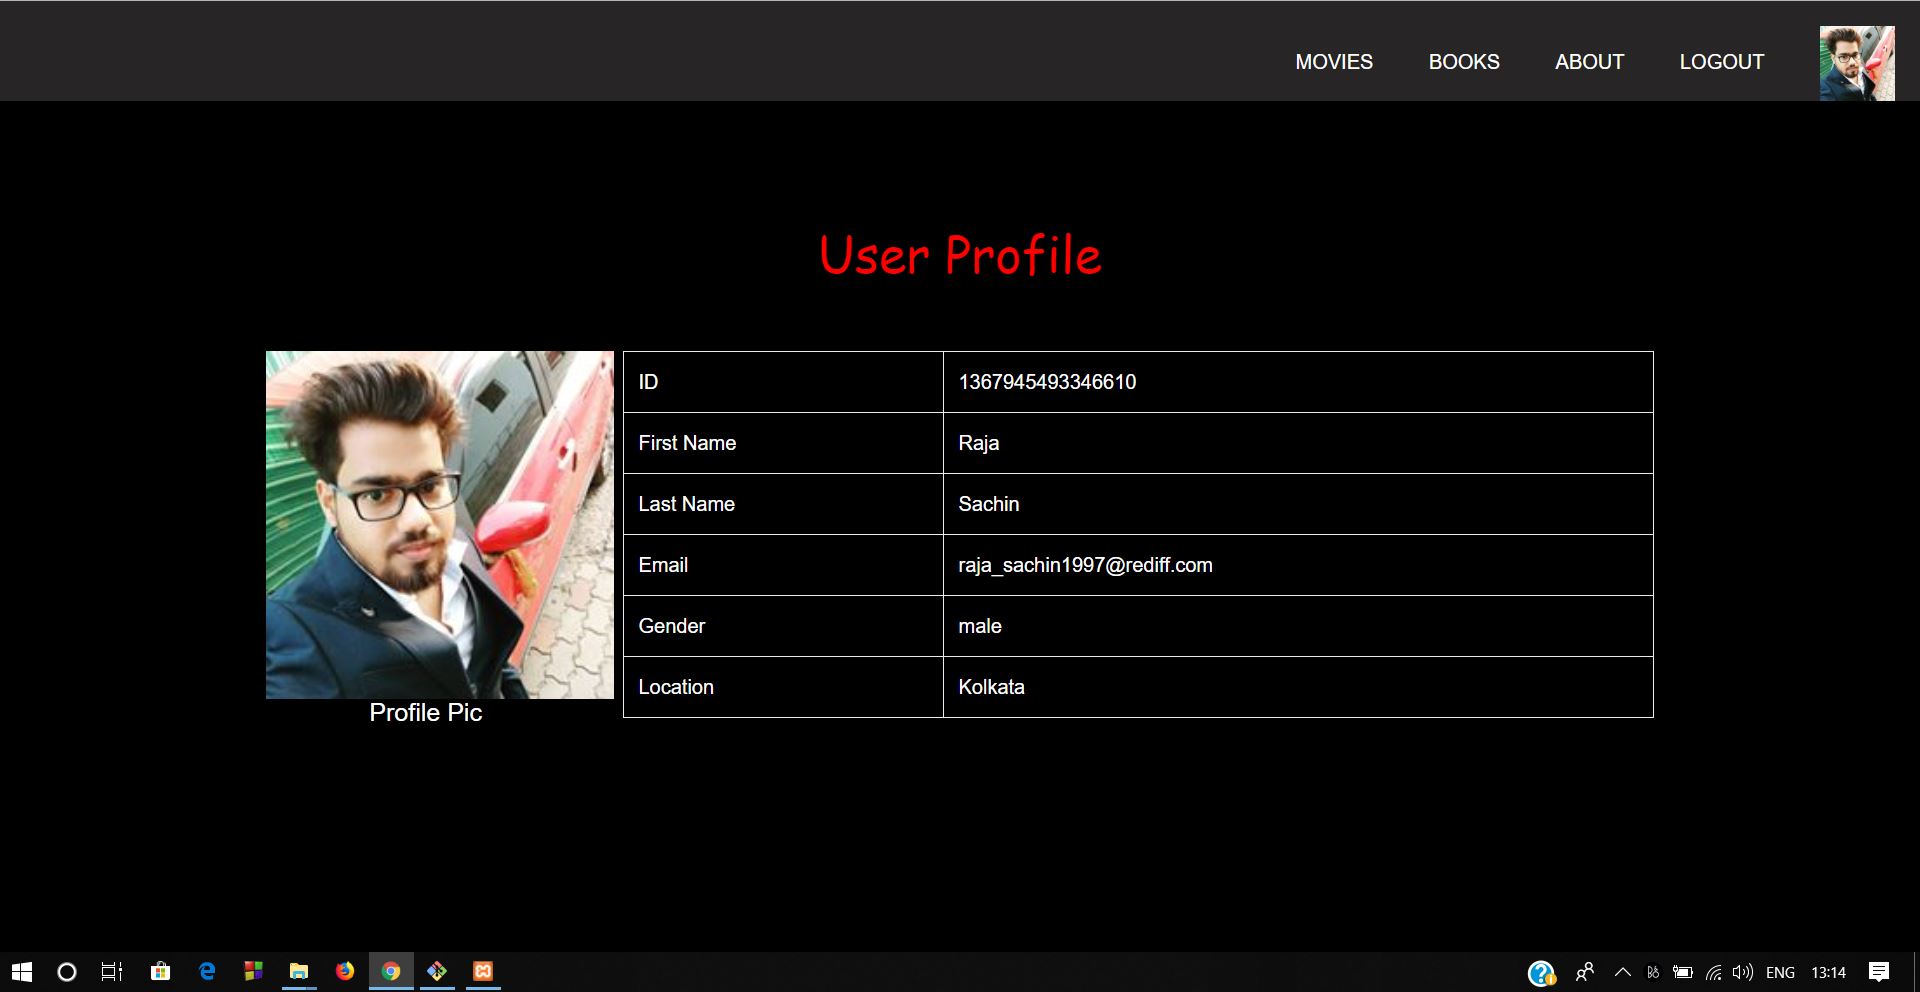 MOVIES BOOKS ABOUT LOGOUT
User Profile
ID 1367945493346610
First Name Raja
Last Name Sachin
Email raja_sachin1997@rediff.com
Gender male
Location Kolkata
Profile Pic
ENG 13:14